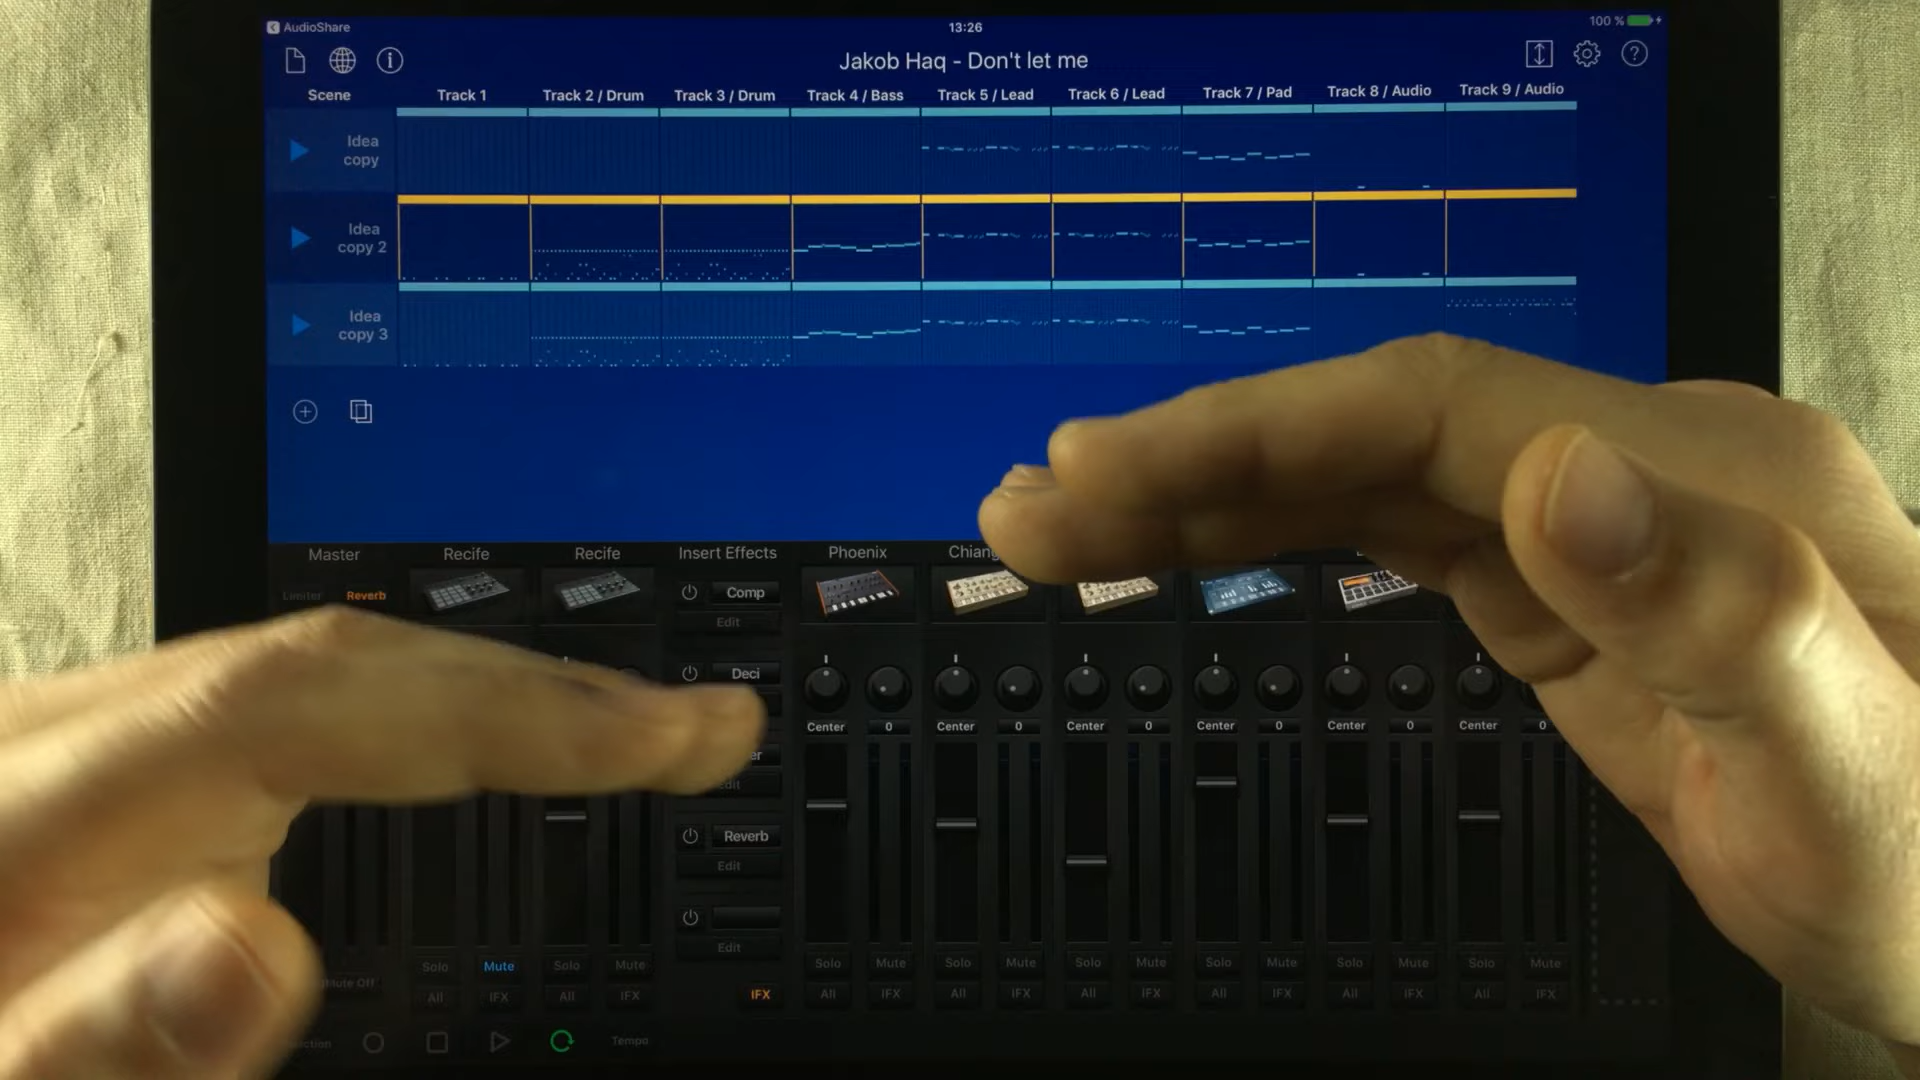 AudioShare
13:26
100 %
Jakob Haq - Don't let me
Scene
Track 1
Track 2 / Drum
Track 3 / Drum
Track 4 / Bass
Track 5 / Lead
Track 6 / Lead
Track 7 / Pad
Track 8 / Audio
Track 9 / Audio
Idea
copy
Idea
copy 2
Idea
copy 3
Master
Recife
Recife
Insert Effects
Phoenix
Limiter
Reverb
Comp
Edit
Deci
Center
0
Center
0
Center
0
Center
0
Center
0
Center
0
Edit
Reverb
Edit
Edit
Mute Off
Solo
Mute
Solo
Mute
Solo
Mute
Solo
Mute
Solo
Mute
Solo
Mute
Solo
Mute
Solo
Mute
All
IFX
All
IFX
IFX
All
IFX
All
IFX
All
IFX
All
IFX
All
IFX
All
IFX
Tempo